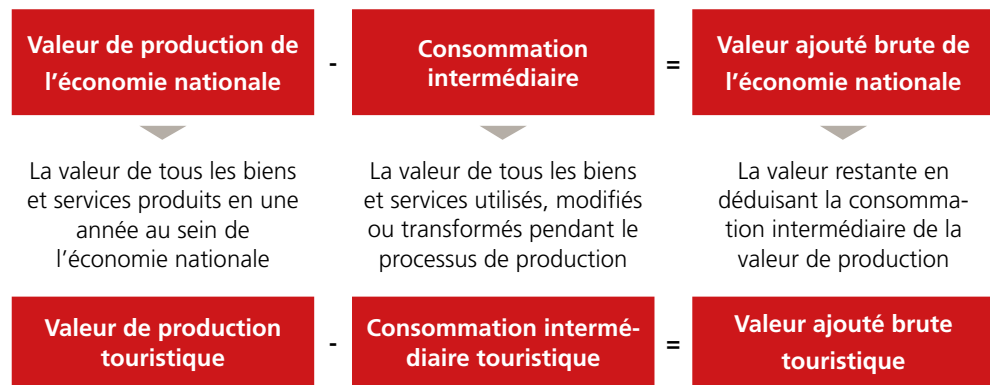 Valeur de production de
l'économie nationale
-
Consommation
intermédiaire
=
Valeur ajouté brute de
l'économie nationale
La valeur de tous les biens
et services produits en une
année au sein de
l'économie nationale
La valeur de tous les biens
et services utilisés, modifiés
ou transformés pendant le
processus de production
La valeur restante en
déduisant la consomma-
tion intermédiaire de la
valeur de production
Valeur de production
touristique
-
Consommation intermé-
diaire touristique
=
Valeur ajouté brute
touristique